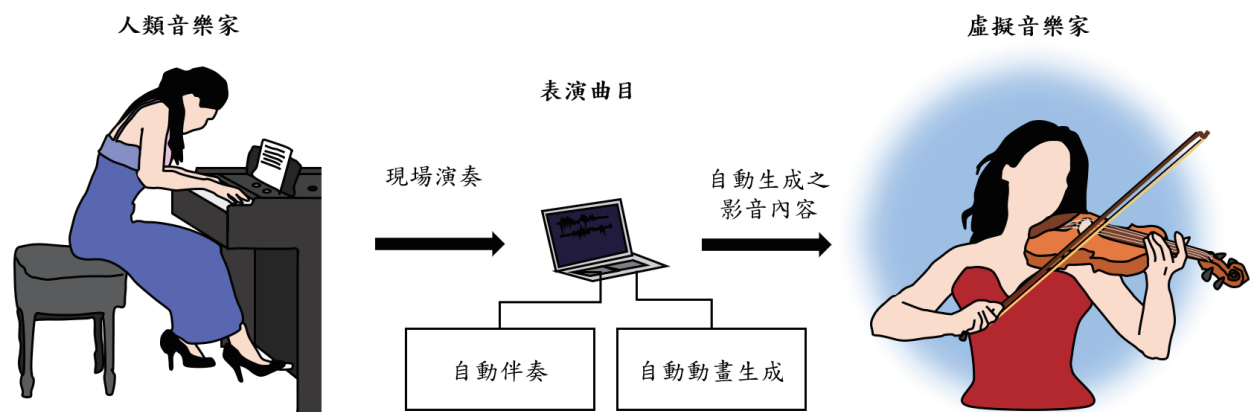 人類音樂家
虛擬音樂家
表演曲目
現場演奏
自動生成之
影音內容
自動伴奏
自動動畫生成